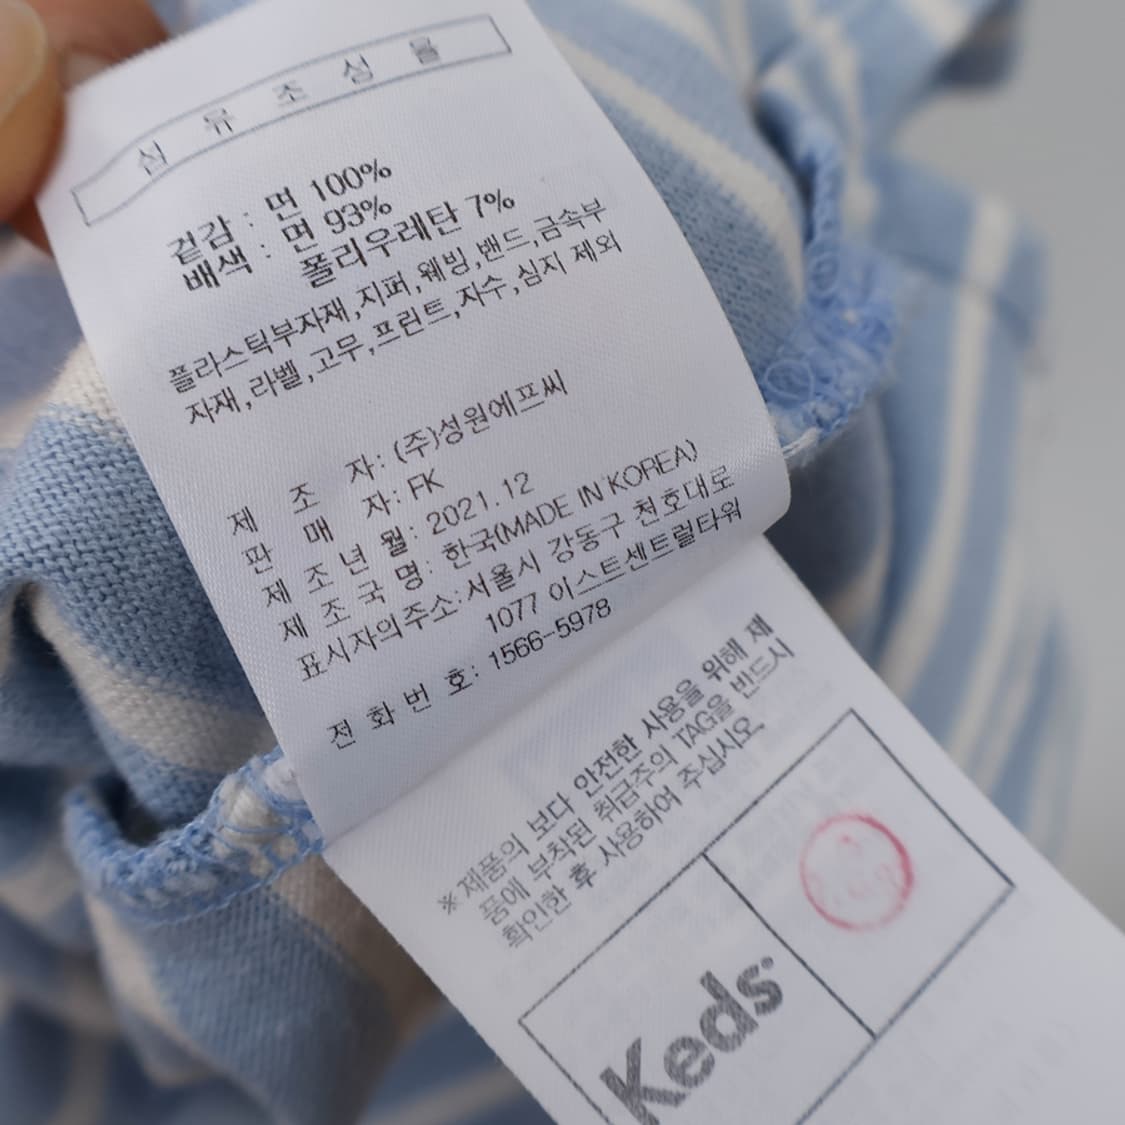 섬 유 조 성 율
겉감 : 면 100%
배색 : 면 93%
폴리우레탄 7%
플라스틱부자재,지퍼,웨빙,밴드,금속부
자재,라벨,고무,프린트,자수,심지 제외
제 조 자: (주)성원에프씨
판 매 자: FK
제 조 년 월: 2021.12
제 조 국 명: 한국(MADE IN KOREA)
표시자의주소:서울시 강동구 천호대로
1077 이스트센트럴타워
전 화 번 호: 1566-5978
※ 제품의 보다 안전한 사용을 위해 제
품에 부착된 취급주의 TAG을 반드시
확인한 후 사용하여 주십시오.
Keds